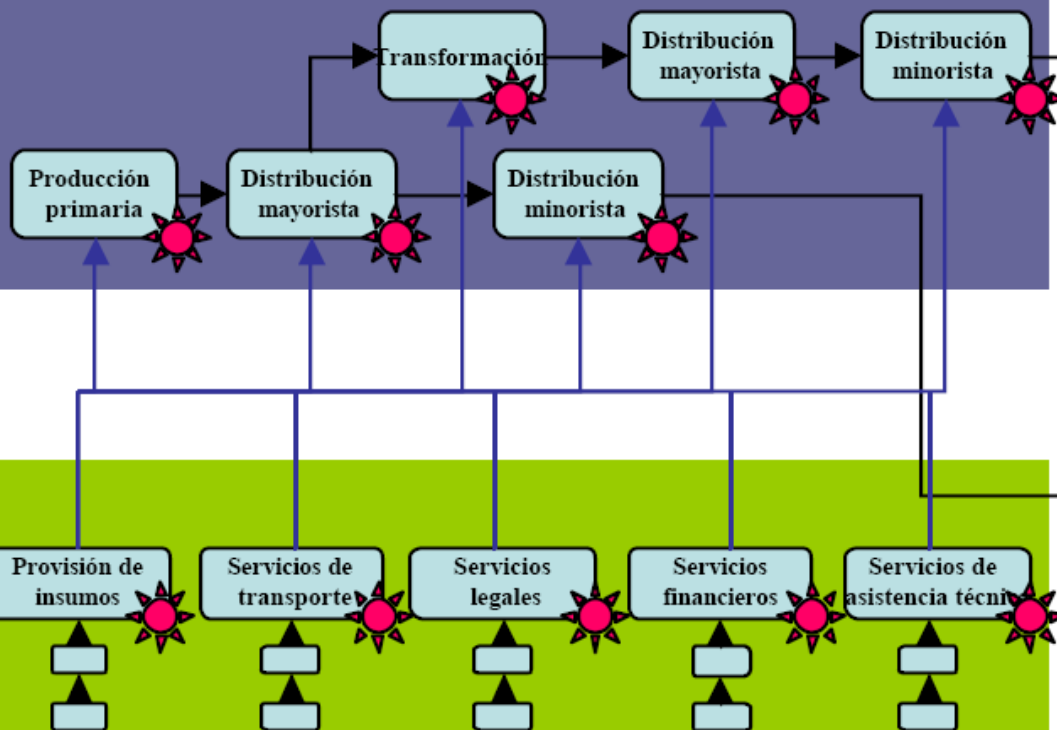 Transformación
Distribución
mayorista
Distribución
minorista
Producción
primaria
Distribución
mayorista
Distribución
minorista
Provisión de
insumos
Servicios de
transporte
Servicios
legales
Servicios
financieros
Servicios de
asistencia